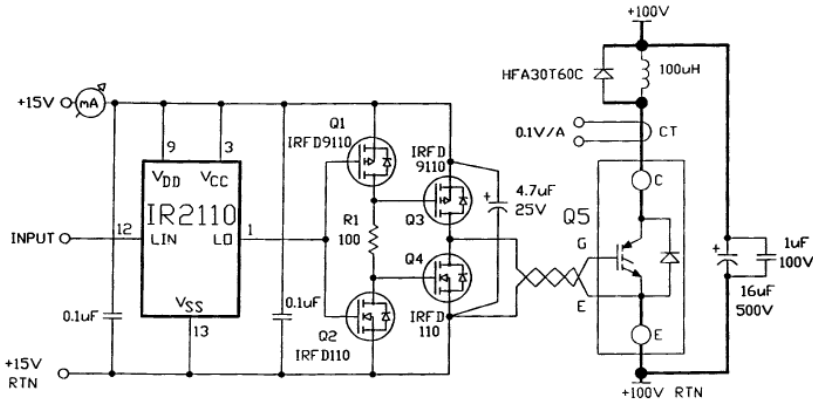 +100V
HFA30T60C
100uH
+15V
mA
0.1V/A
CT
9
3
Q1
IRFD9110
IRFD
9110
VDD
VCC
4.7uF
25V
+
C
IR2110
Q3
Q5
R1
100
INPUT
12
LIN
LO
1
Q4
G
+
1uF
100V
E
16uF
500V
0.1uF
VSS
0.1uF
13
Q2
IRFD110
IRFD
110
E
+15V
RTN
+100V RTN